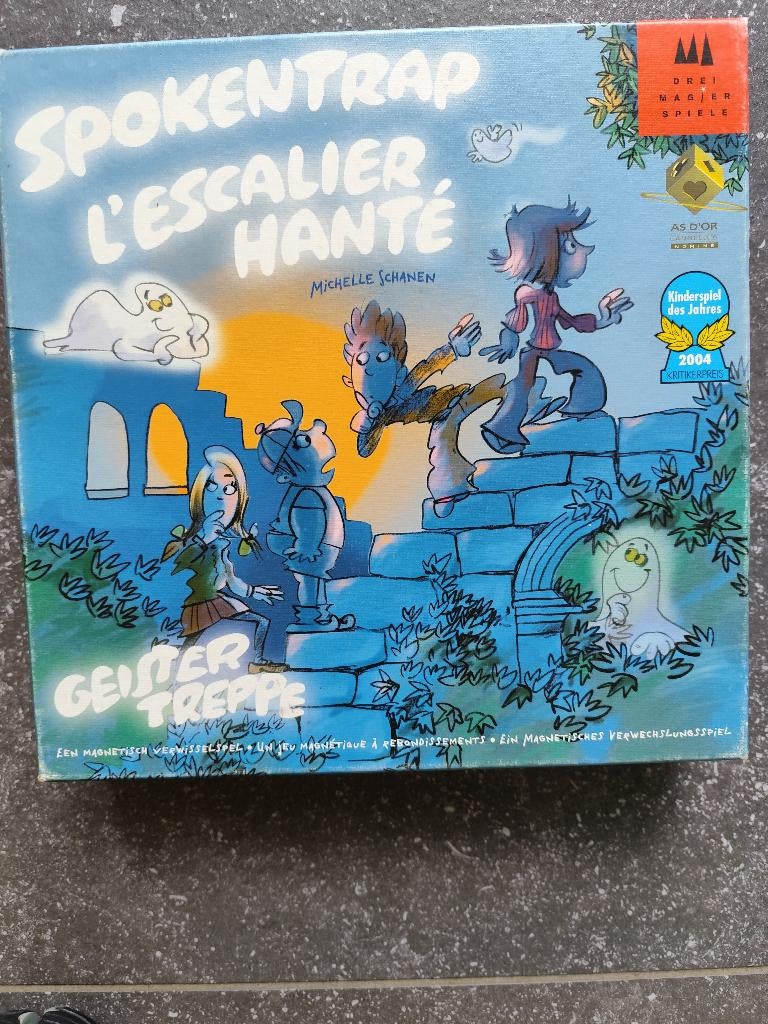 SPOKENTRAP
L'ESCALIER
HANTÉ
MICHELLE SCHANEN
DREI
MAGIER
SPIELE
AS D'OR
NOMINÉ
Kinderspiel
des Jahres
2004
KRITIKERPREIS
GEISTER
TREPPE
EEN MAGNETISCH VERWISSELSPEL • UN JEU MAGNÉTIQUE À REBONDISSEMENTS • EIN MAGNETISCHES VERWECHSLUNGSSPIEL